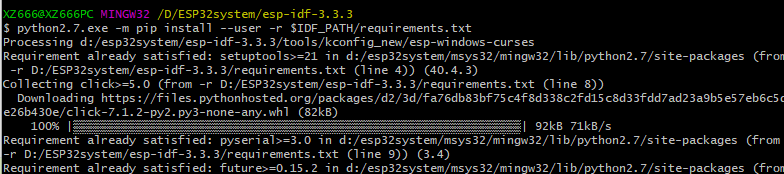 XZ666@XZ666PC MINGW32 /D/ESP32system/esp-idf-3.3.3
$ python2.7.exe -m pip install --user -r $IDF_PATH/requirements.txt
Processing d:/esp32system/esp-idf-3.3.3/tools/kconfig_new/esp-windows-curses
Requirement already satisfied: setuptools>=21 in d:/esp32system/msys32/mingw32/lib/python2.7/site-packages (from
-r D:/ESP32system/esp-idf-3.3.3/requirements.txt (line 4)) (40.4.3)
Collecting click>=5.0 (from -r D:/ESP32system/esp-idf-3.3.3/requirements.txt (line 8))
Downloading https://files.pythonhosted.org/packages/d2/3d/fa76db83bf75c4f8d338c2fd15c8d33fdd7ad23a9b5e57eb6c5d
e26b430e/click-7.1.2-py2.py3-none-any.whl (82kB)
100% || 92kB 71kB/s
Requirement already satisfied: pyserial>=3.0 in d:/esp32system/msys32/mingw32/lib/python2.7/site-packages (from
-r D:/ESP32system/esp-idf-3.3.3/requirements.txt (line 9)) (3.4)
Requirement already satisfied: future>=0.15.2 in d:/esp32system/msys32/mingw32/lib/python2.7/site-packages (from